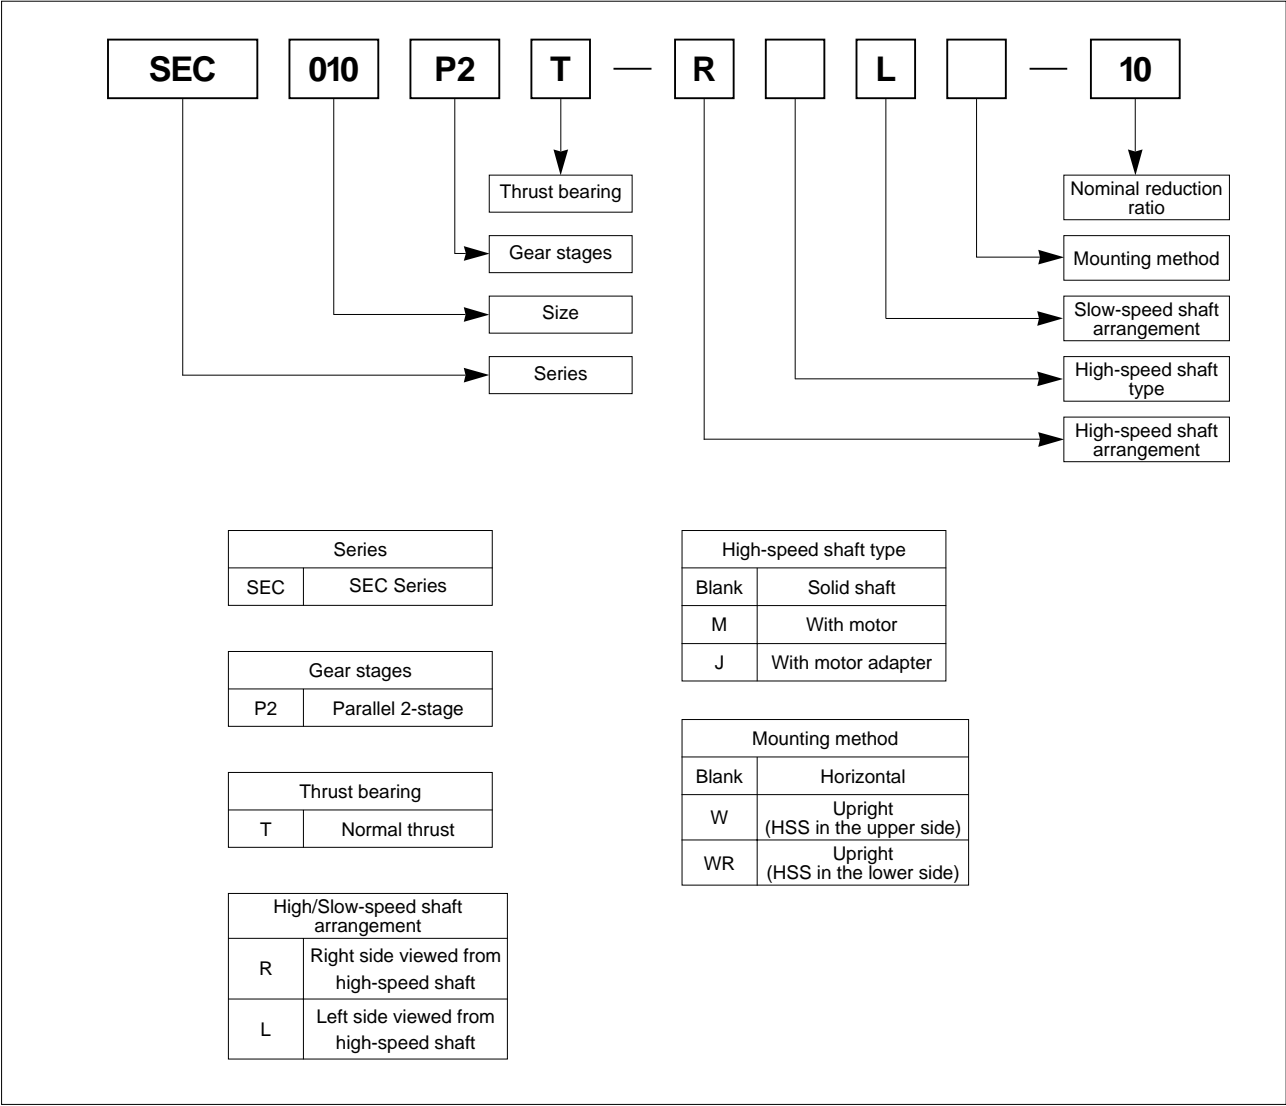 SEC 010 P2 T — R L — 10
Thrust bearing
Gear stages
Size
Series
Nominal reduction
ratio
Mounting method
Slow-speed shaft
arrangement
High-speed shaft
type
High-speed shaft
arrangement
Series
SEC SEC Series
Gear stages
P2 Parallel 2-stage
Thrust bearing
T Normal thrust
High/Slow-speed shaft
arrangement
R Right side viewed from
high-speed shaft
L Left side viewed from
high-speed shaft
High-speed shaft type
Blank Solid shaft
M With motor
J With motor adapter
Mounting method
Blank Horizontal
W Upright
(HSS in the upper side)
WR Upright
(HSS in the lower side)